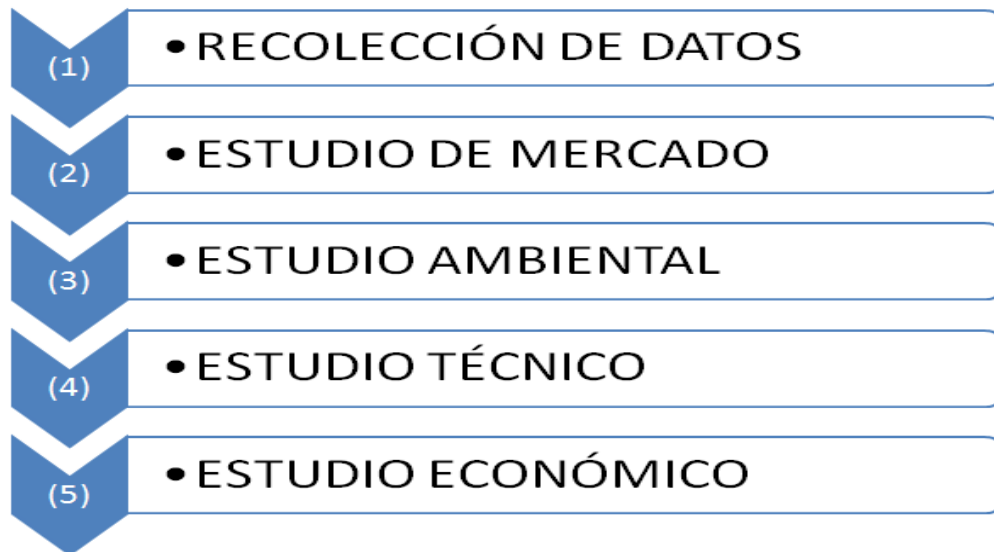 (1) • RECOLECCIÓN DE DATOS
(2) • ESTUDIO DE MERCADO
(3) • ESTUDIO AMBIENTAL
(4) • ESTUDIO TÉCNICO
(5) • ESTUDIO ECONÓMICO